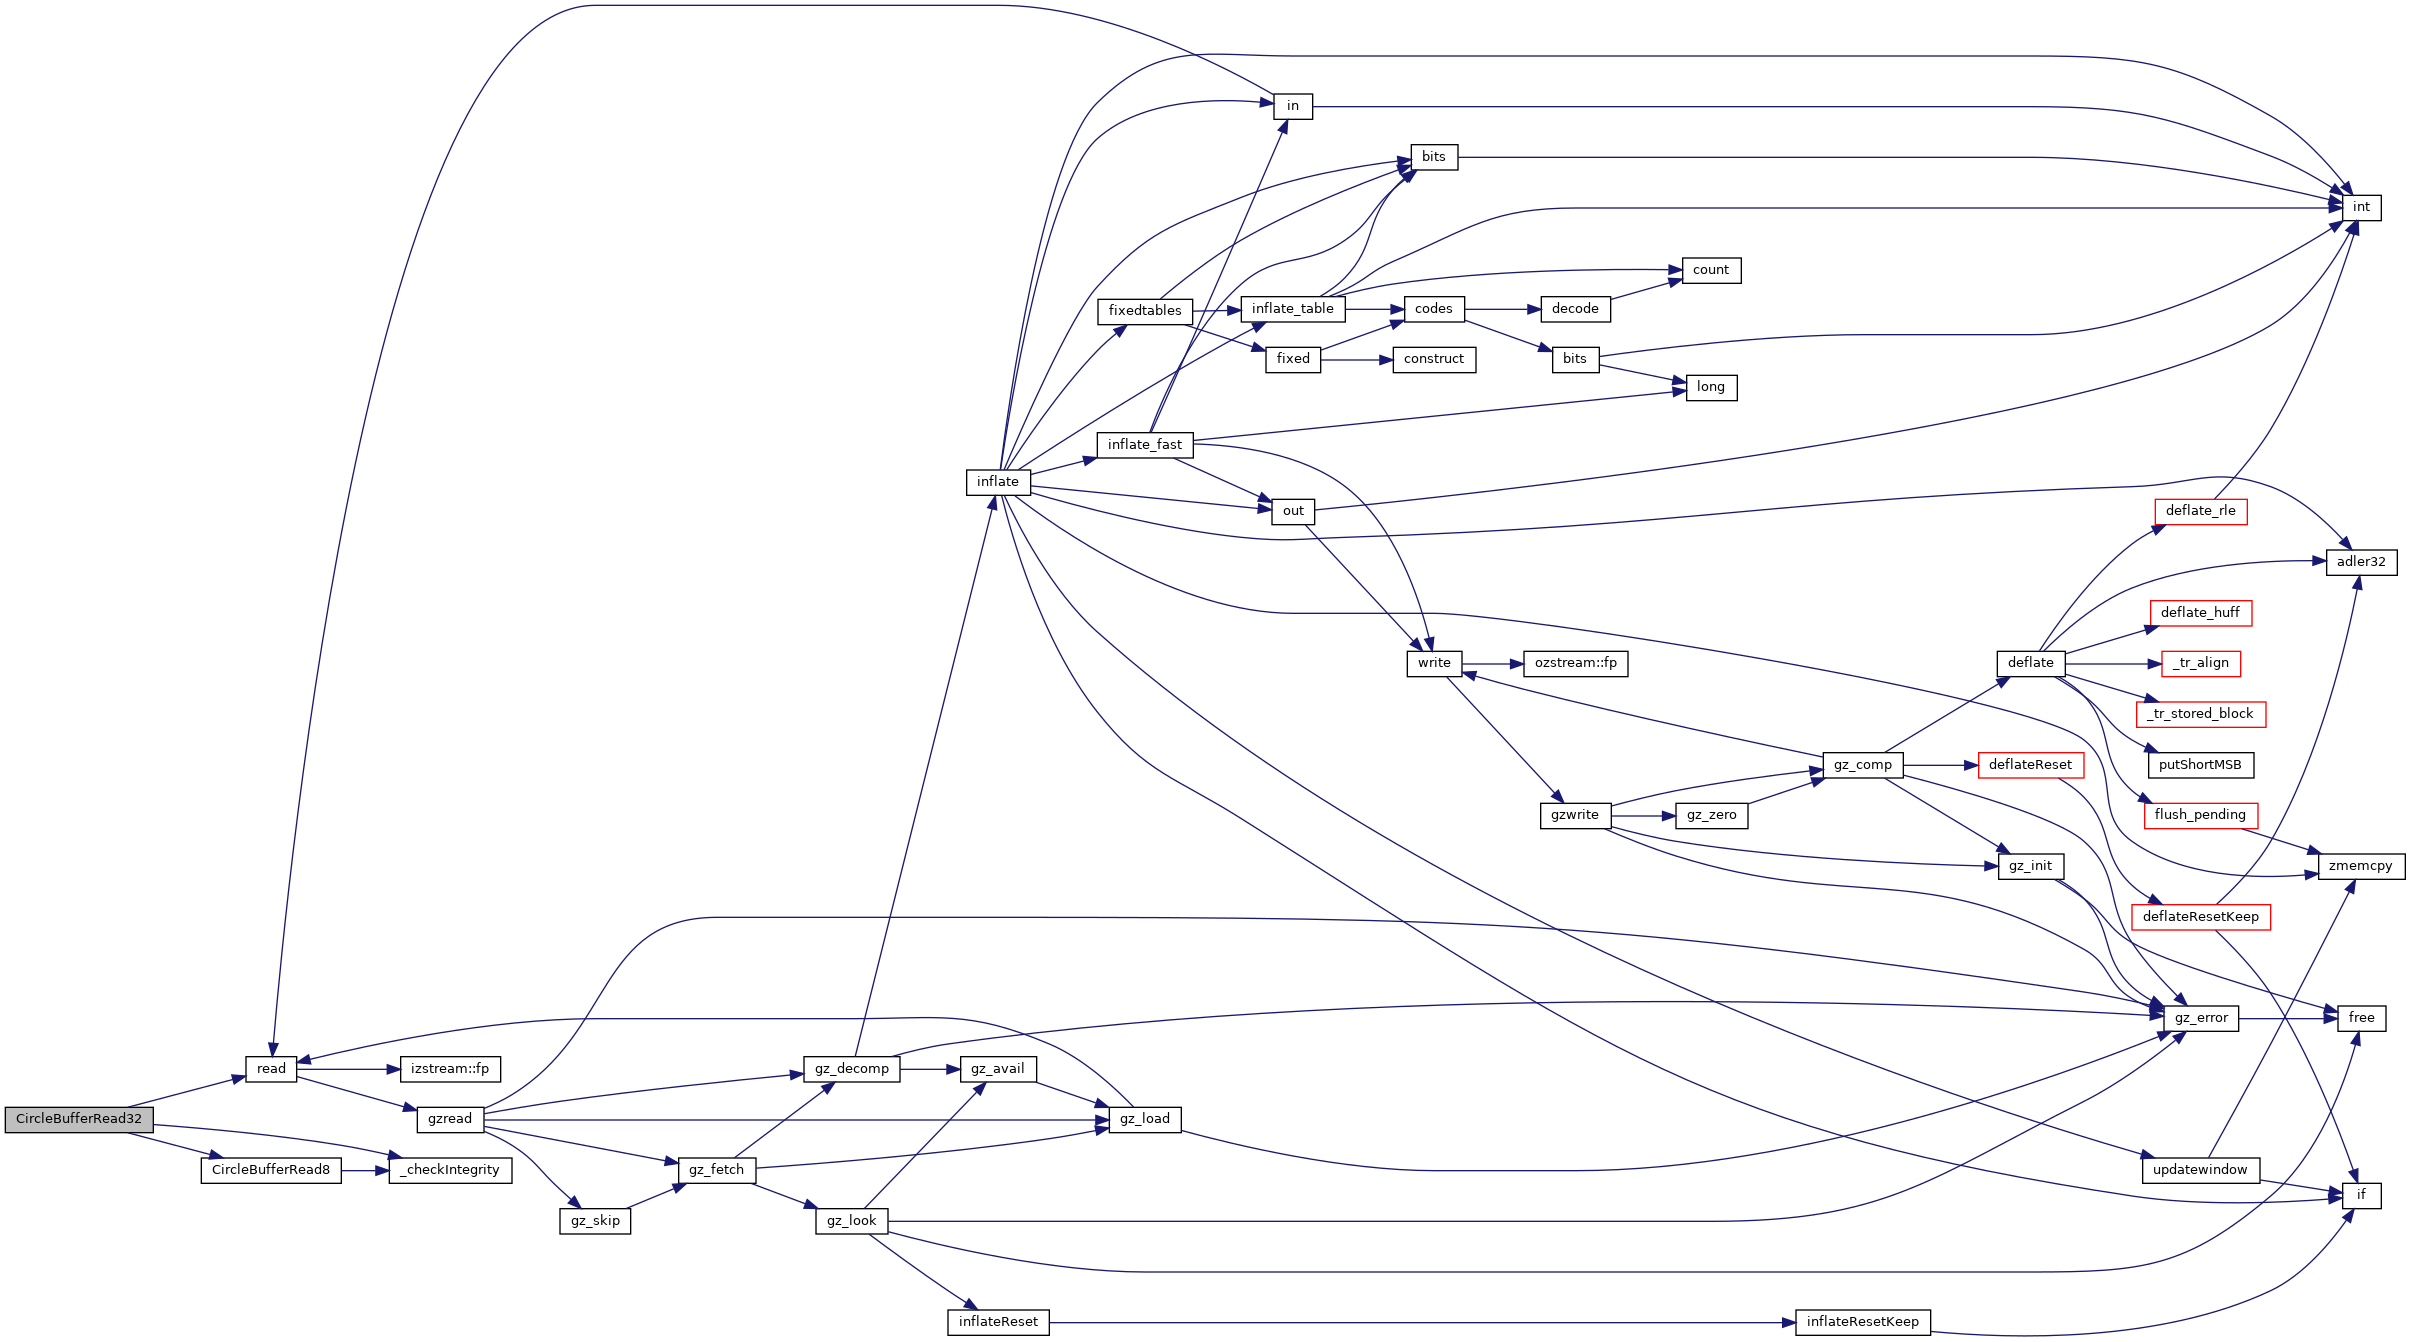 in
bits
int
count
fixedtables
inflate_table
codes
decode
fixed
construct
bits
long
inflate_fast
inflate
out
deflate_rle
adler32
deflate_huff
write
ozstream::fp
deflate
_tr_align
_tr_stored_block
gz_comp
deflateReset
putShortMSB
gzwrite
gz_zero
flush_pending
gz_init
zmemcpy
deflateResetKeep
gz_error
free
read
izstream::fp
gz_decomp
gz_avail
CircleBufferRead32
gzread
gz_load
CircleBufferRead8
_checkIntegrity
gz_fetch
updatewindow
if
gz_skip
gz_look
inflateReset
inflateResetKeep